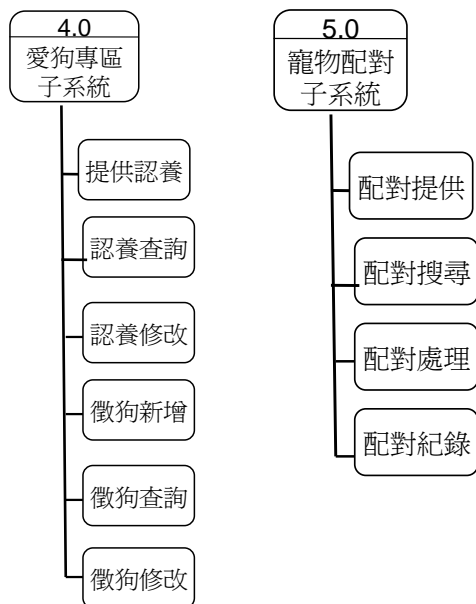 4.0
愛狗專區
子系統
提供認養
認養查詢
認養修改
徵狗新增
徵狗查詢
徵狗修改
5.0
寵物配對
子系統
配對提供
配對搜尋
配對處理
配對紀錄